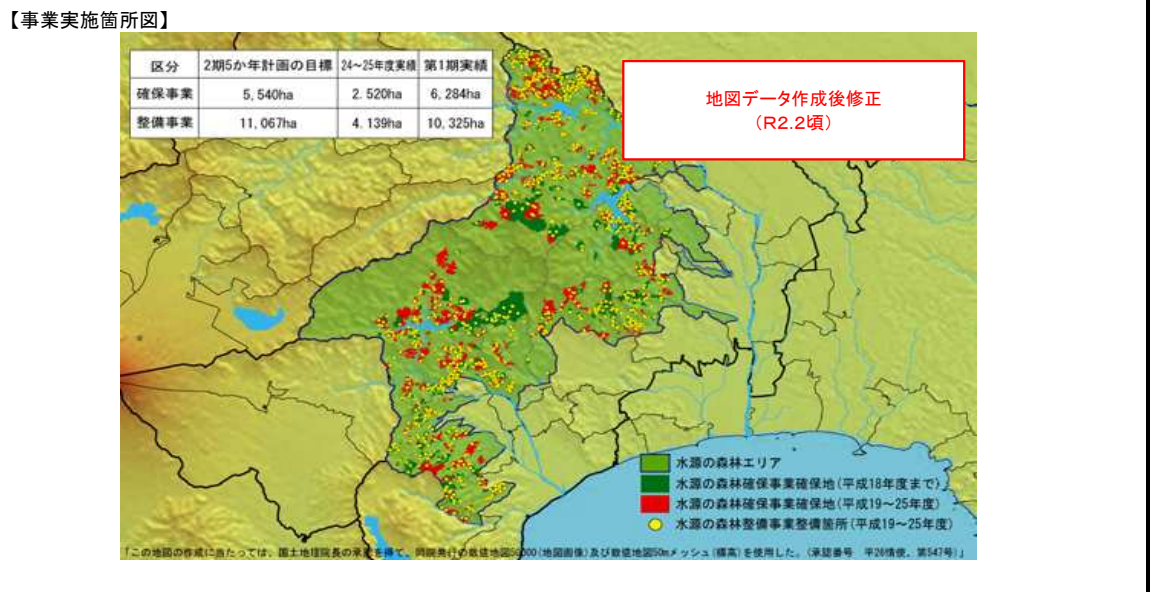 【事業実施箇所図】
区分 2期5か年計画の目標 24～25年度実績 第1期実績
確保事業 5,540ha 2.520ha 6,284ha
整備事業 11,067ha 4.139ha 10,325ha
地図データ作成後修正
（R2.2頃）
水源の森林エリア
水源の森林確保事業確保地(平成18年度まで)
水源の森林確保事業確保地(平成19～25年度)
水源の森林整備事業整備箇所(平成19～25年度)
「この地図の作成に当たっては、国土地理院長の承認を得て、同院発行の数値地図50000(地図画像)及び数値地図50mメッシュ(標高)を使用した。(承認番号 平26情使、第547号)」